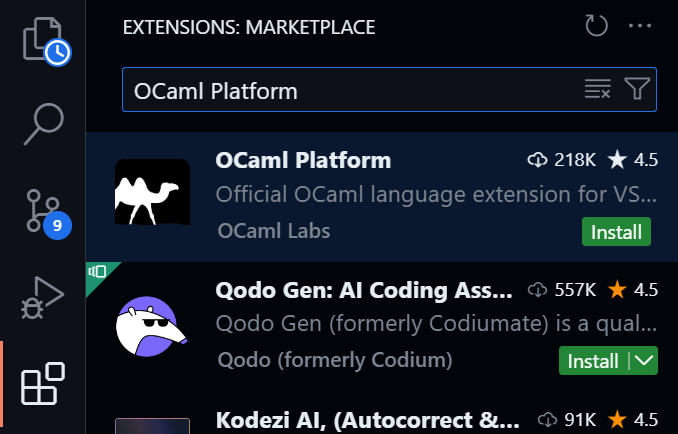 EXTENSIONS: MARKETPLACE
OCaml Platform
OCaml Platform 218K 4.5
Official OCaml language extension for VS...
OCaml Labs Install
9
Qodo Gen: AI Coding Ass... 557K 4.5
Qodo Gen (formerly Codiumate) is a qual...
Qodo (formerly Codium) Install
Kodezi AI, (Autocorrect &... 91K 4.5